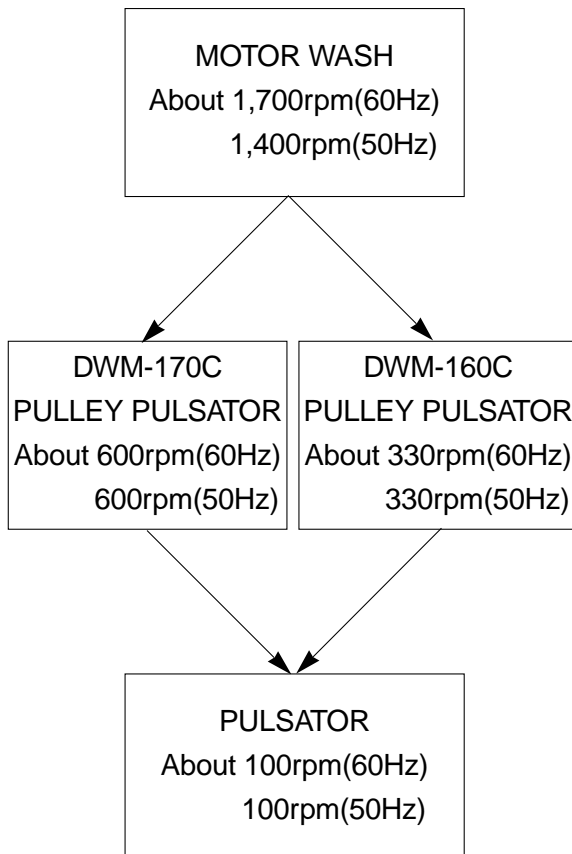 MOTOR WASH
About 1,700rpm(60Hz)
1,400rpm(50Hz)
DWM-170C
PULLEY PULSATOR
About 600rpm(60Hz)
600rpm(50Hz)
DWM-160C
PULLEY PULSATOR
About 330rpm(60Hz)
330rpm(50Hz)
PULSATOR
About 100rpm(60Hz)
100rpm(50Hz)